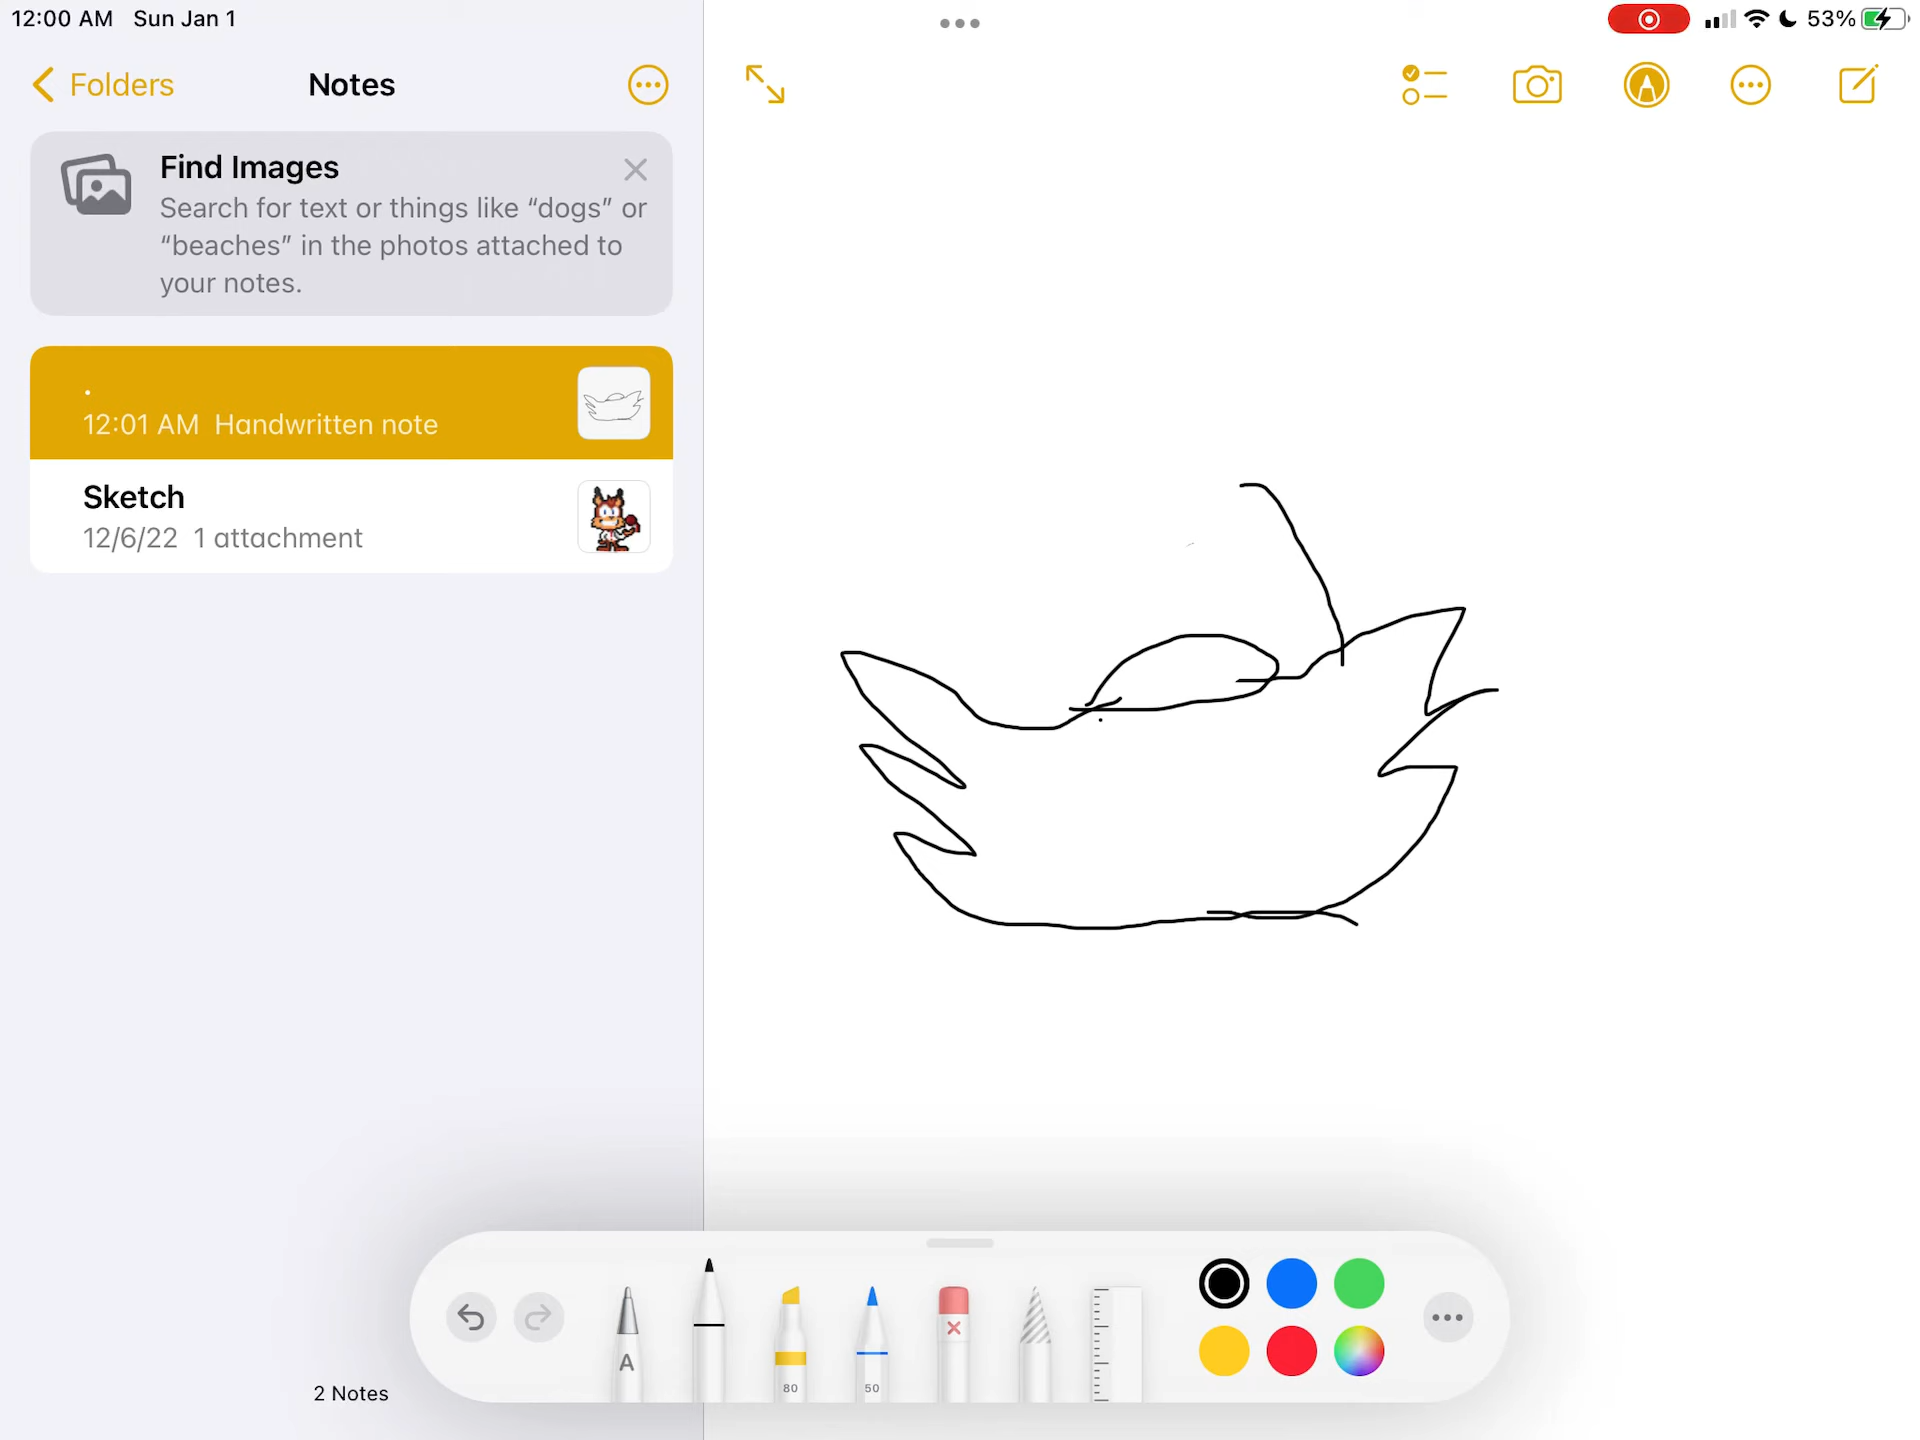 12:00 AM Sun Jan 1
53%
Folders
Notes
Find Images
Search for text or things like “dogs” or
“beaches” in the photos attached to
your notes.
.
12:01 AM Handwritten note
Sketch
12/6/22 1 attachment
A
80
50
2 Notes